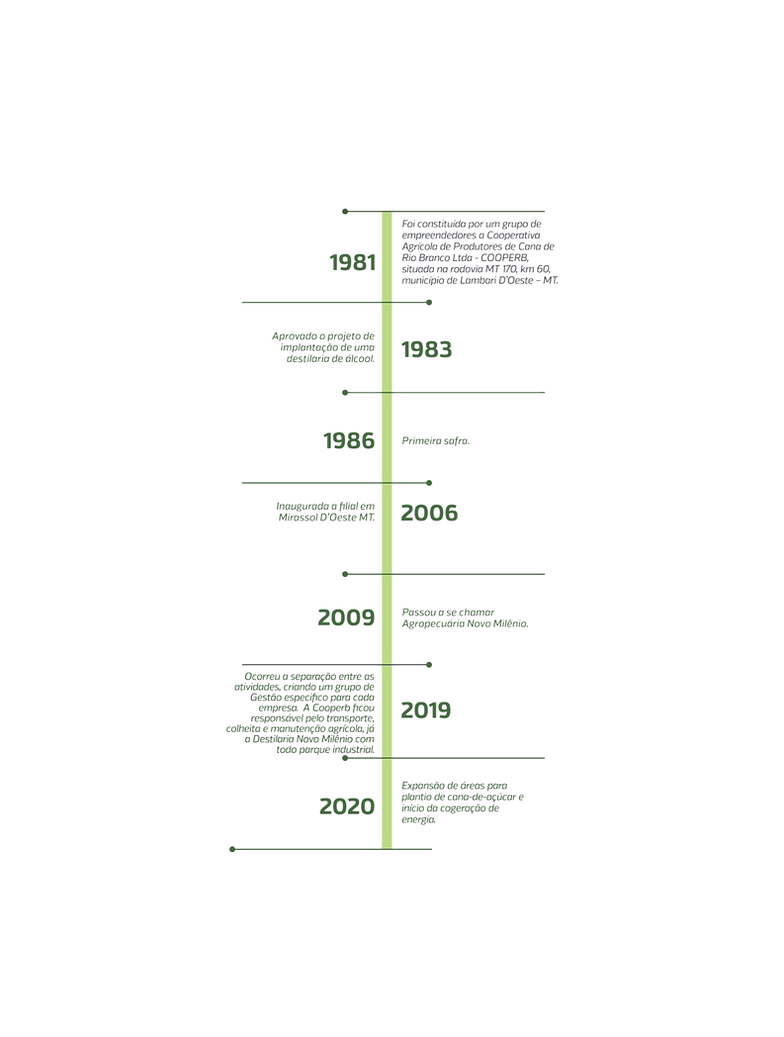 1981
Foi constituída por um grupo de
empreendedores a Cooperativa
Agrícola de Produtores de Cana de
Rio Branco Ltda - COOPERB,
situada na rodovia MT 170, km 60,
município de Lambari D'Oeste – MT.
Aprovado o projeto de
implantação de uma
destilaria de álcool.
1983
1986
Primeira safra.
Inaugurada a filial em
Mirassol D'Oeste MT.
2006
2009
Passou a se chamar
Agropecuária Novo Milênio.
Ocorreu a separação entre as
atividades, criando um grupo de
Gestão especifico para cada
empresa. A Cooperb ficou
responsável pelo transporte,
colheita e manutenção agrícola, já
a Destilaria Novo Milênio com
todo parque industrial.
2019
2020
Expansão de áreas para
plantio de cana-de-açúcar e
início da cogeração de
energia.